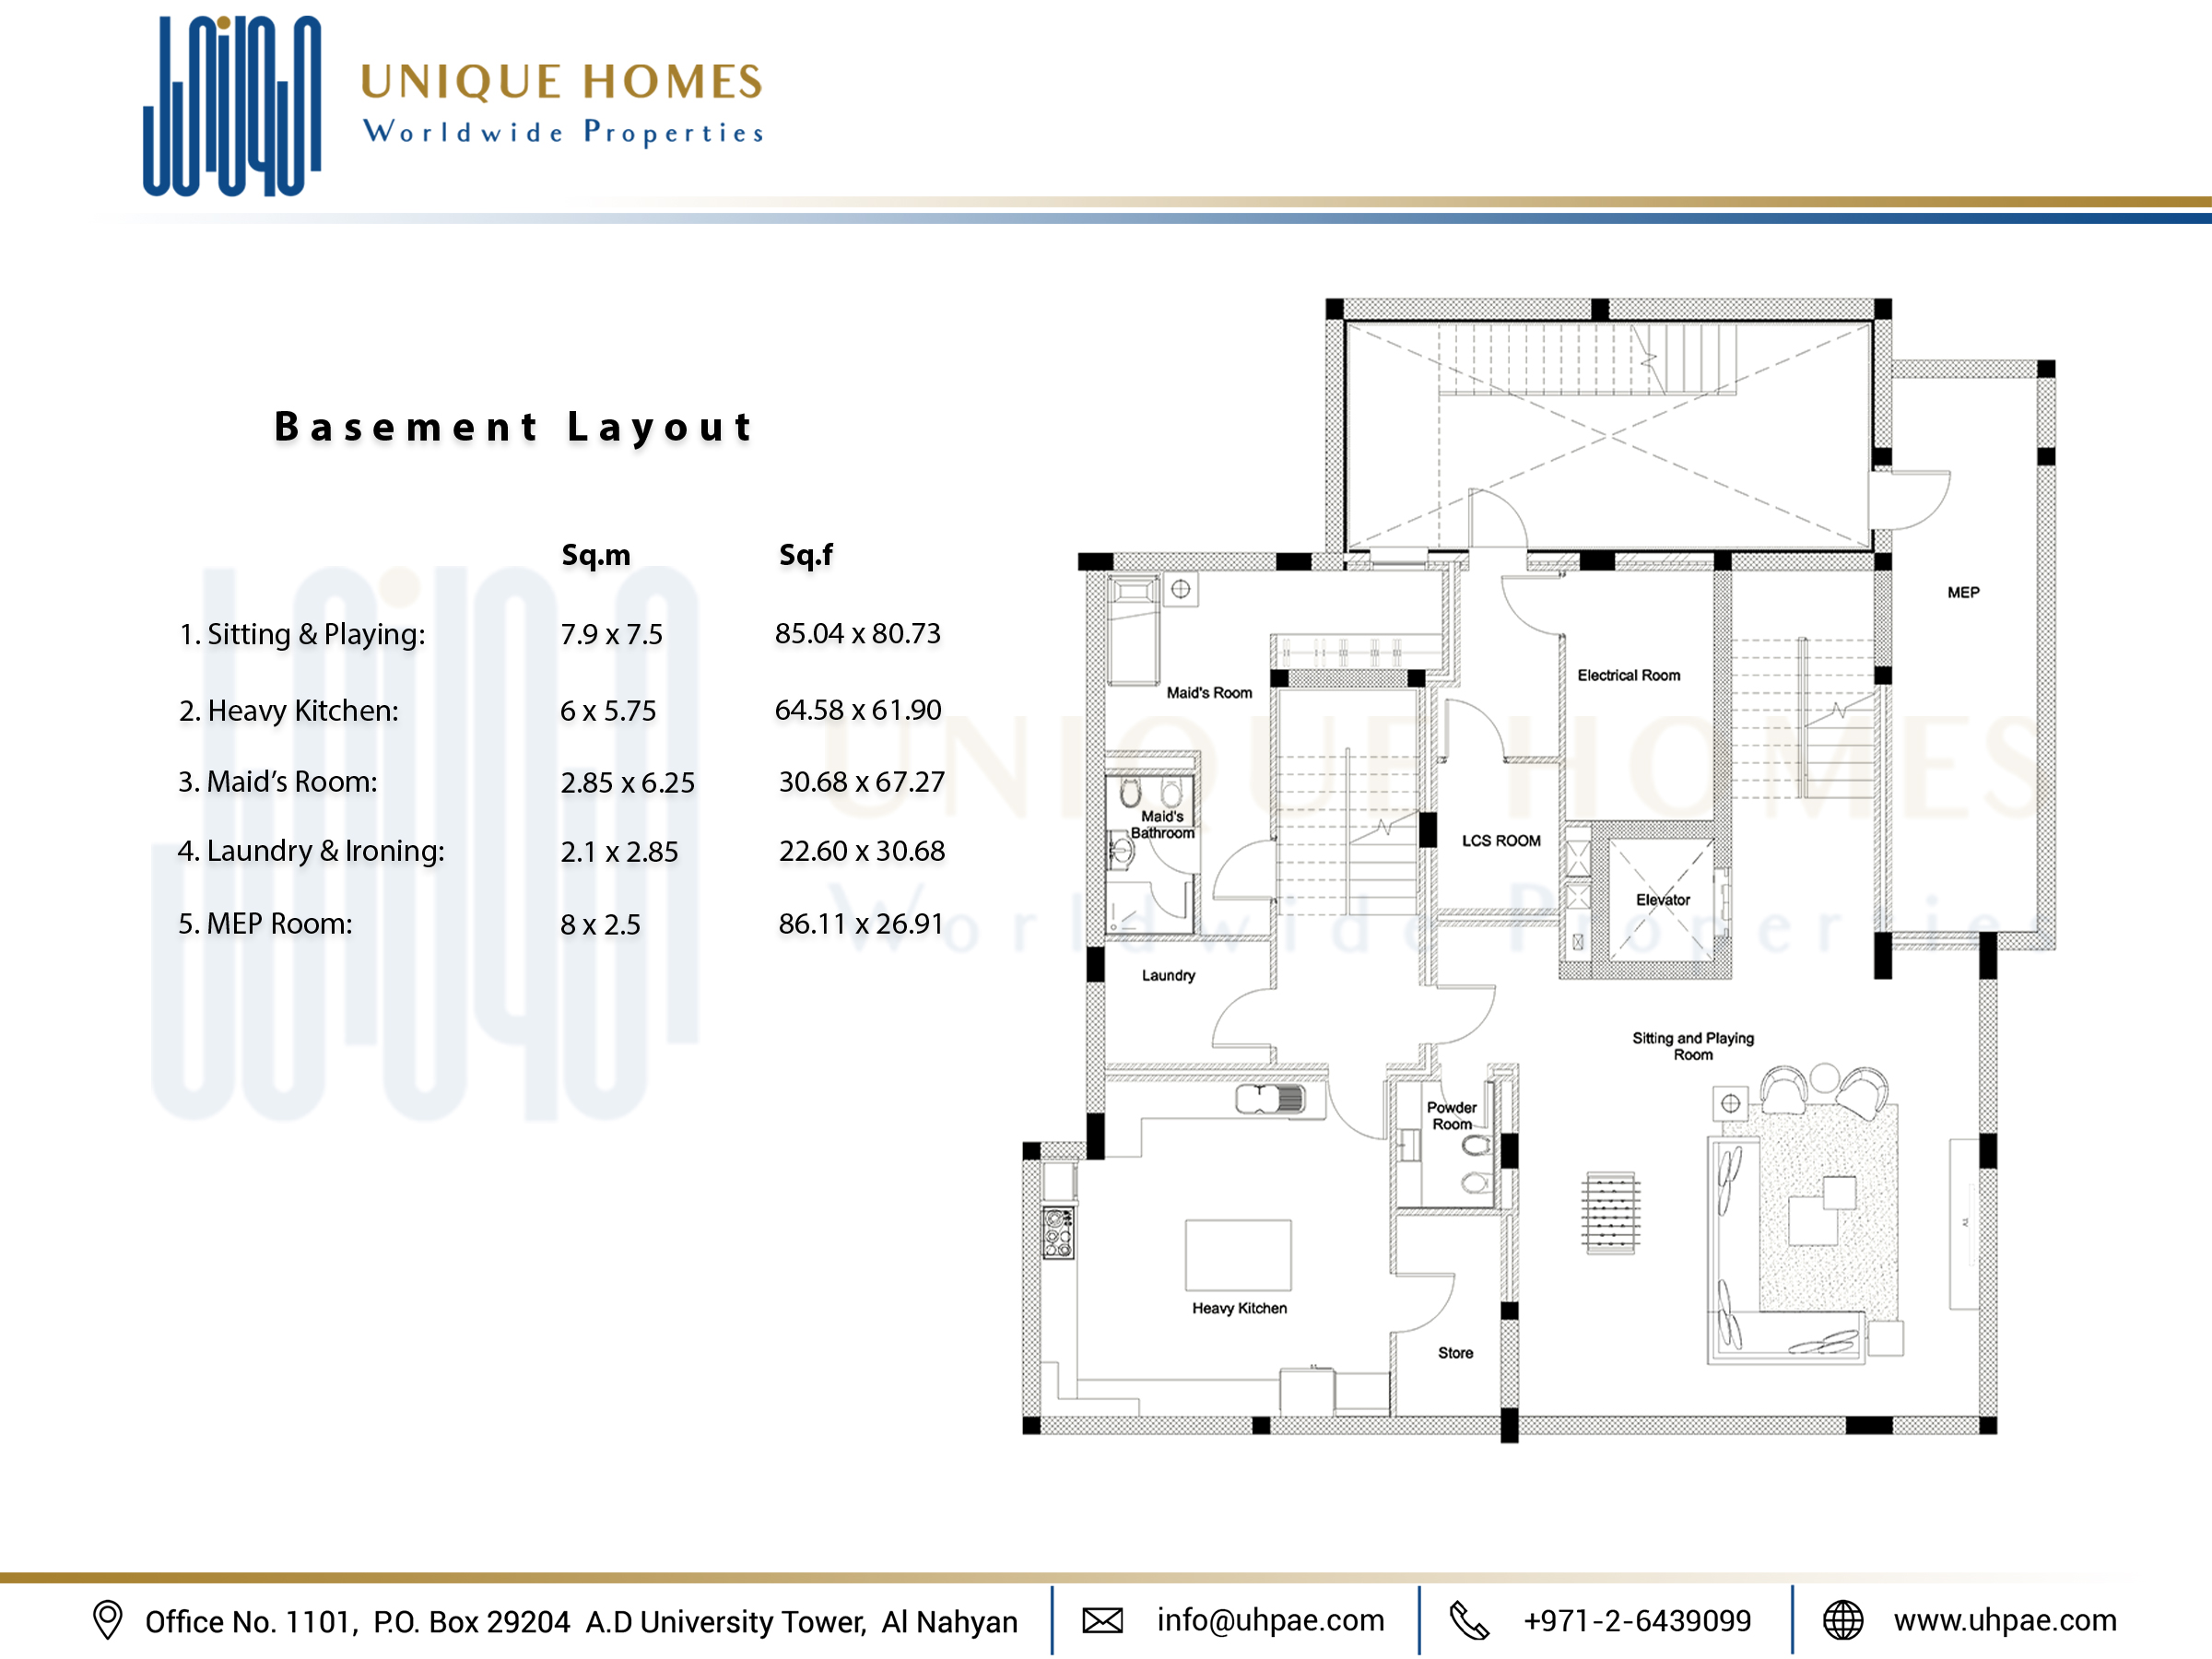 UNIQUE HOMES
Worldwide Properties
Basement Layout
Sq.m Sq.f
1. Sitting & Playing: 7.9 x 7.5 85.04 x 80.73
2. Heavy Kitchen: 6 x 5.75 64.58 x 61.90
3. Maid’s Room: 2.85 x 6.25 30.68 x 67.27
4. Laundry & Ironing: 2.1 x 2.85 22.60 x 30.68
5. MEP Room: 8 x 2.5 86.11 x 26.91
MEP
Electrical Room
Maid's Room
Maid's
Bathroom
LCS ROOM
Elevator
Laundry
Sitting and Playing
Room
Powder
Room
TV
Heavy Kitchen
Store
UNIQUE HOMES
Worldwide Properties
Office No. 1101, P.O. Box 29204 A.D University Tower, Al Nahyan
info@uhpae.com
+971-2-6439099
www.uhpae.com